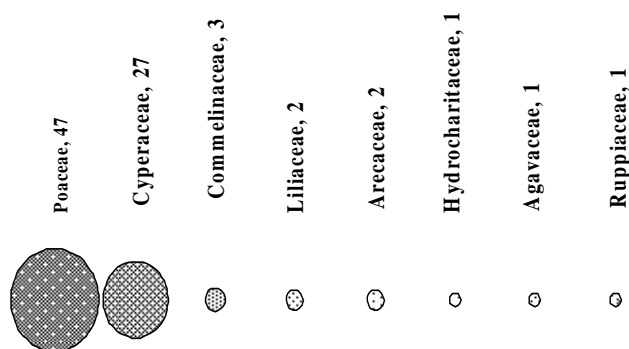 Poaceae, 47
Cyperaceae, 27
Commelinaceae, 3
Liliaceae, 2
Arecaceae, 2
Hydrocharitaceae, 1
Agavaceae, 1
Ruppiaceae, 1